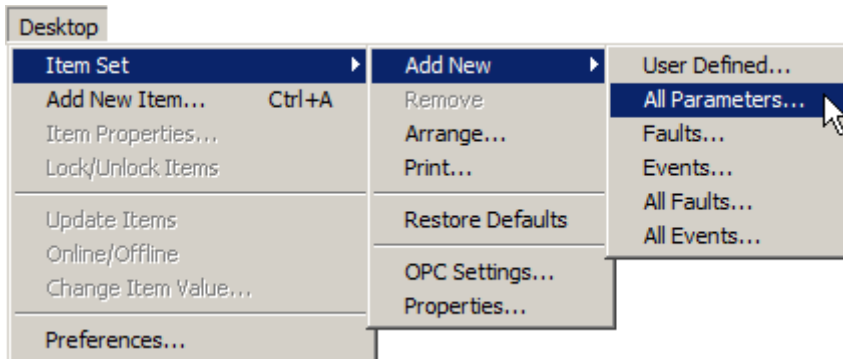 Desktop
Item Set
Add New Item... Ctrl+A
Item Properties...
Lock/Unlock Items
Update Items
Online/Offline
Change Item Value...
Preferences...
Add New
Remove
Arrange...
Print...
Restore Defaults
OPC Settings...
Properties...
User Defined...
All Parameters...
Faults...
Events...
All Faults...
All Events...